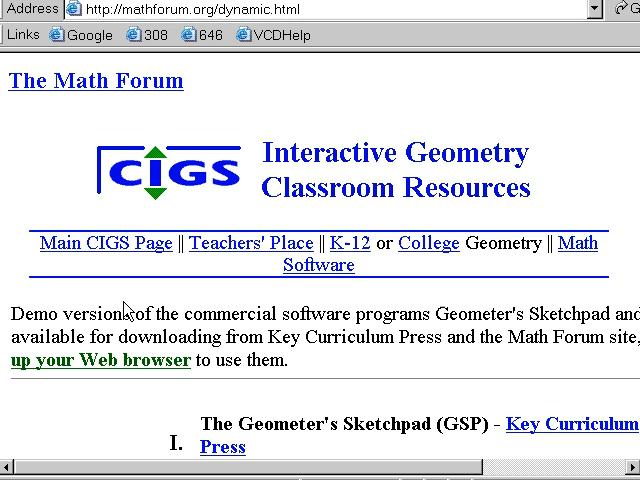 Address http://mathforum.org/dynamic.html G
Links Google 308 646 VCDHelp
The Math Forum
CIGS
Interactive Geometry
Classroom Resources
Main CIGS Page || Teachers' Place || K-12 or College Geometry || Math
Software
Demo versions of the commercial software programs Geometer's Sketchpad and
available for downloading from Key Curriculum Press and the Math Forum site,
up your Web browser to use them.
I.
The Geometer's Sketchpad (GSP) - Key Curriculum
Press